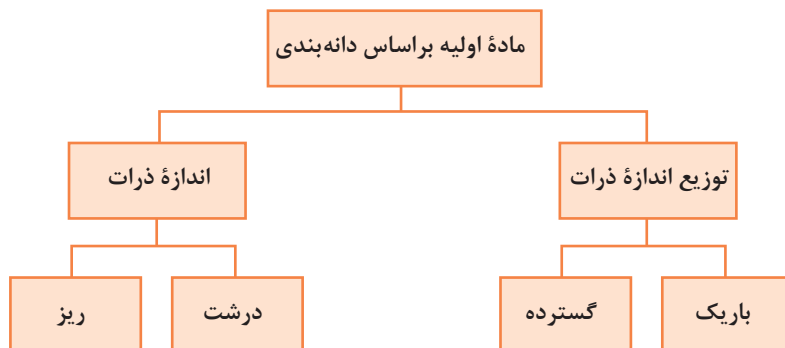 مادهٔ اولیه براساس دانه‌بندی
توزیع اندازهٔ ذرات
اندازهٔ ذرات
باریک
گسترده
درشت
ریز